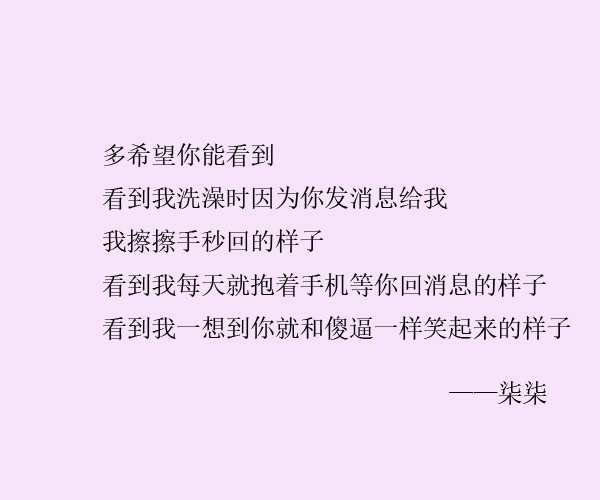 多希望你能看到
看到我洗澡时因为你发消息给我
我擦擦手秒回的样子
看到我每天就抱着手机等你回消息的样子
看到我一想到你就和傻逼一样笑起来的样子
——柒柒